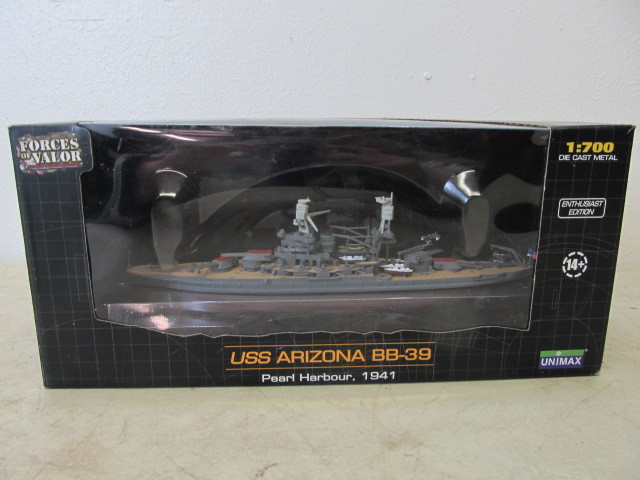 FORCES
OF VALOR
1:700
DIE CAST METAL
ENTHUSIAST
EDITION
14+
USS ARIZONA BB-39
Pearl Harbour, 1941
UNIMAX